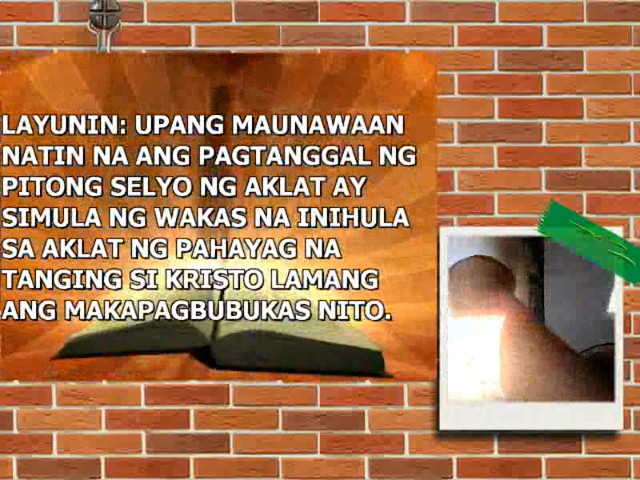 LAYUNIN: UPANG MAUNAWAAN
NATIN NA ANG PAGTANGGAL NG
PITONG SELYO NG AKLAT AY
SIMULA NG WAKAS NA INIHULA
SA AKLAT NG PAHAYAG NA
TANGING SI KRISTO LAMANG
ANG MAKAPAGBUBUKAS NITO.